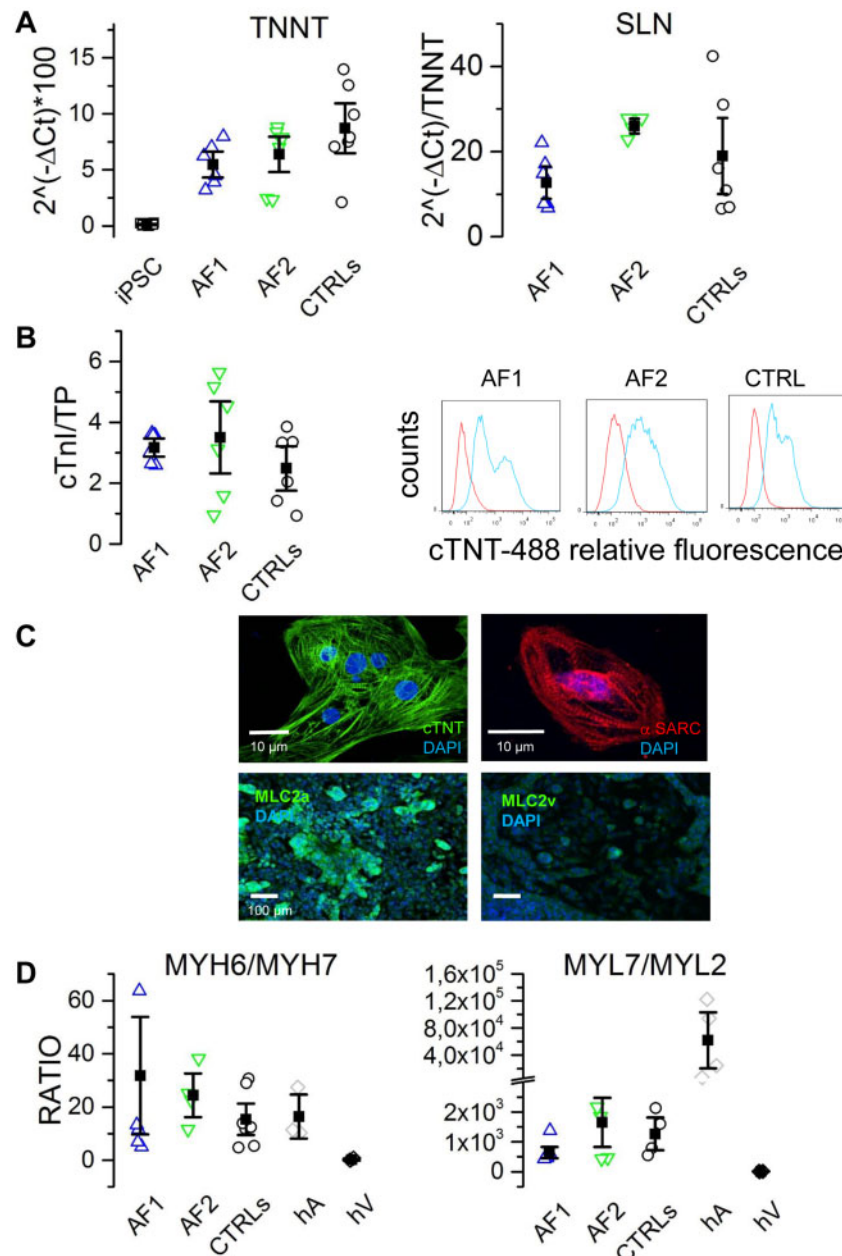 A
TNNT
SLN
2^(-ΔCt)*100
15
10
5
0
iPSC
AF1
AF2
CTRLs
2^(-ΔCt)/TNNT
40
20
0
AF1
AF2
CTRLs
B
cTnI/TP
6
4
2
0
AF1
AF2
CTRLs
AF1
AF2
CTRL
counts
cTNT-488 relative fluorescence
C
cTNT
DAPI
10 µm
α SARC
DAPI
10 µm
MLC2a
DAPI
100 µm
MLC2v
DAPI
D
MYH6/MYH7
MYL7/MYL2
RATIO
60
40
20
0
AF1
AF2
CTRLs
hA
hV
1,6x10⁵
1,2x10⁵
8,0x10⁴
4,0x10⁴
2x10³
1x10³
0
AF1
AF2
CTRLs
hA
hV